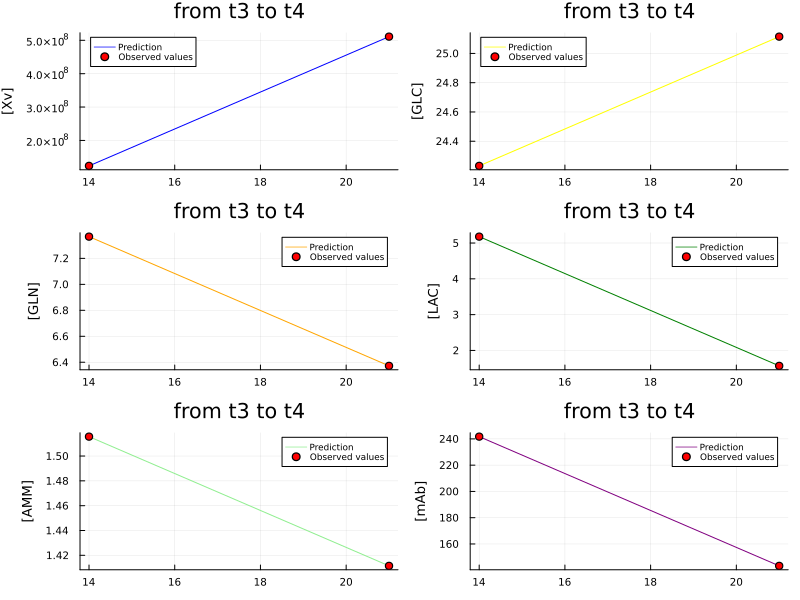 from t3 to t4
[Xv]
5.0×10⁸
4.0×10⁸
3.0×10⁸
2.0×10⁸
Prediction
Observed values
14 16 18 20
from t3 to t4
[GLC]
25.0
24.8
24.6
24.4
Prediction
Observed values
14 16 18 20
from t3 to t4
[GLN]
7.2
7.0
6.8
6.6
6.4
Prediction
Observed values
14 16 18 20
from t3 to t4
[LAC]
5
4
3
2
Prediction
Observed values
14 16 18 20
from t3 to t4
[AMM]
1.50
1.48
1.46
1.44
1.42
Prediction
Observed values
14 16 18 20
from t3 to t4
[mAb]
240
220
200
180
160
Prediction
Observed values
14 16 18 20